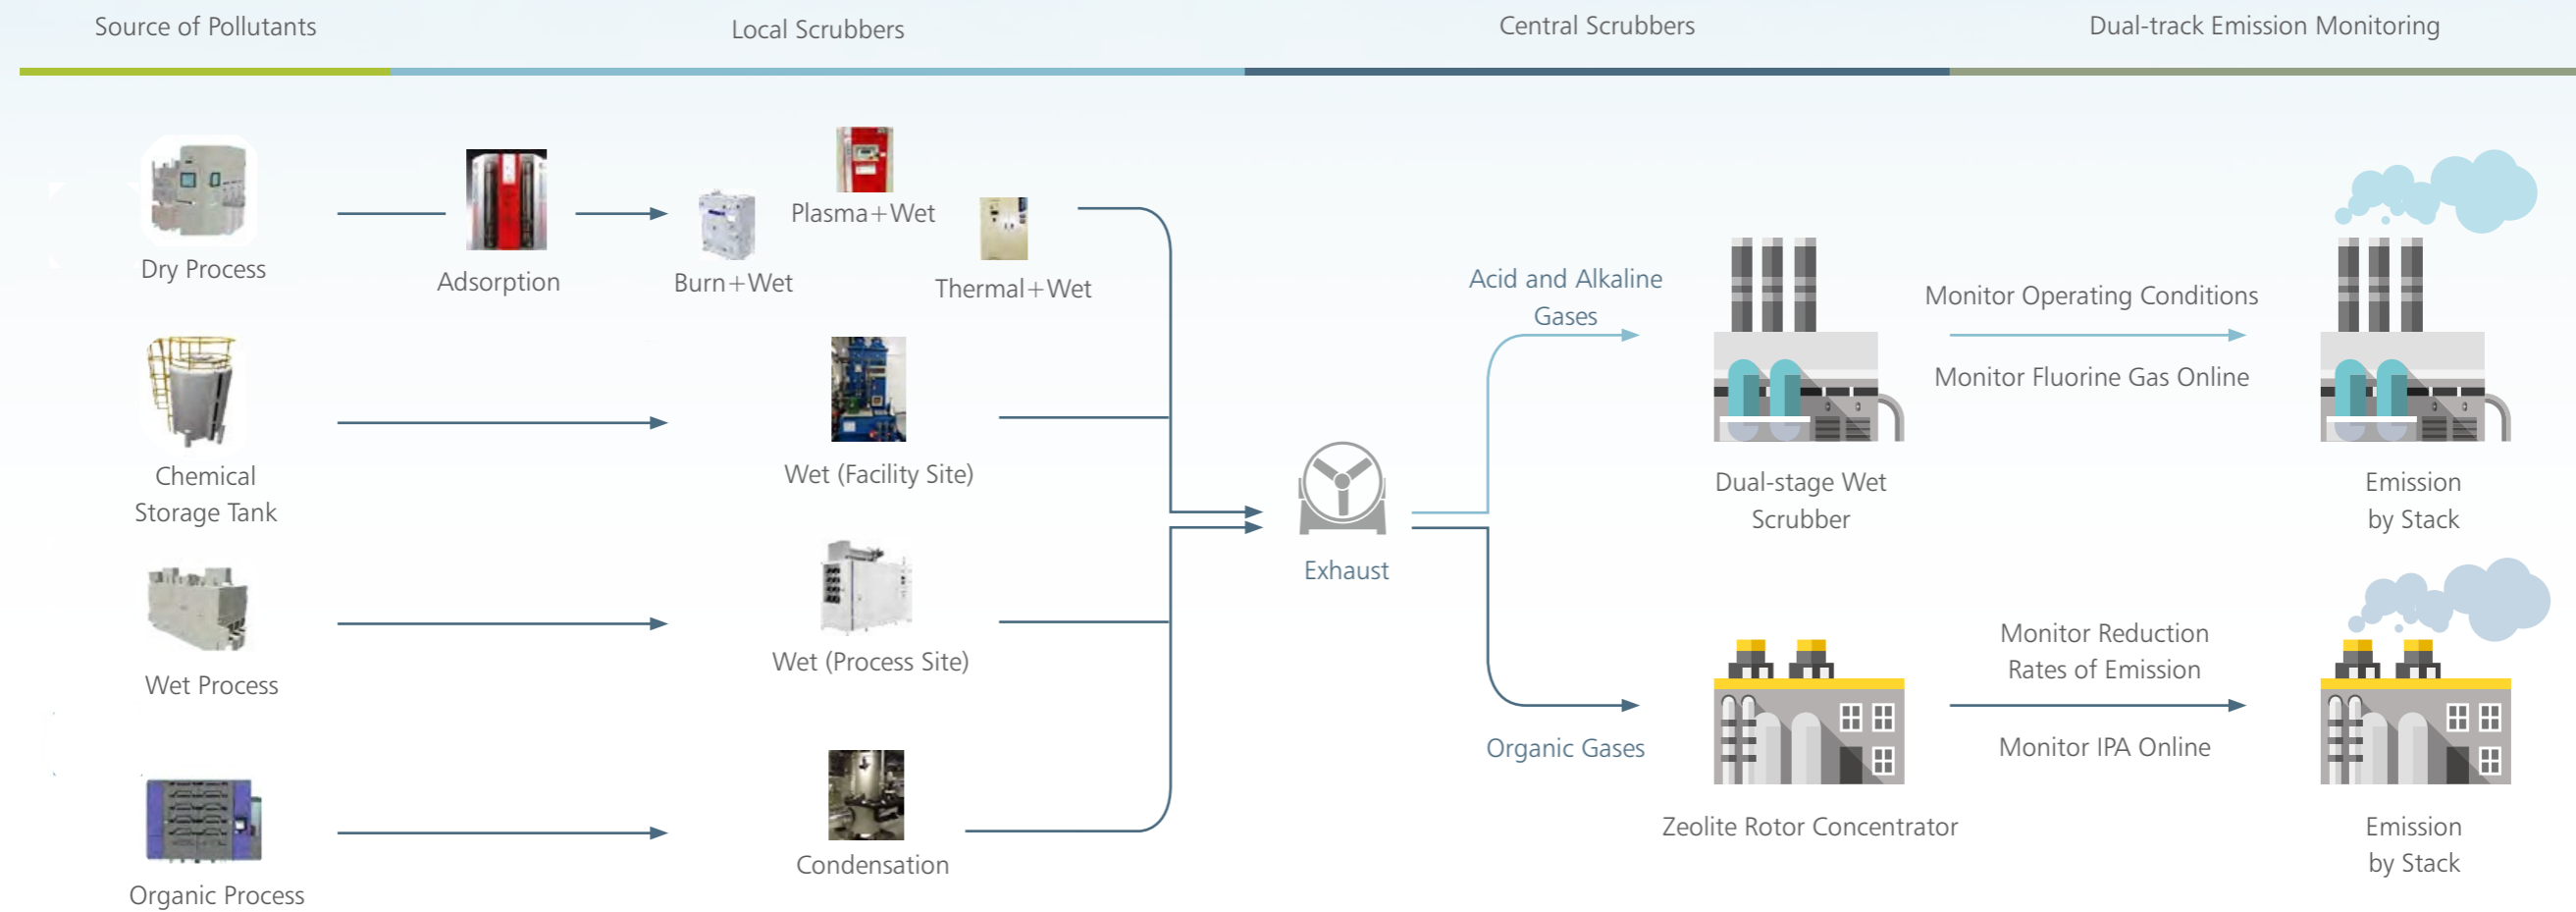 Source of Pollutants
Local Scrubbers
Central Scrubbers
Dual-track Emission Monitoring
Dry Process
Adsorption
Burn+Wet
Plasma+Wet
Thermal+Wet
Chemical
Storage Tank
Wet (Facility Site)
Wet Process
Wet (Process Site)
Organic Process
Condensation
Exhaust
Acid and Alkaline
Gases
Dual-stage Wet
Scrubber
Monitor Operating Conditions
Monitor Fluorine Gas Online
Emission
by Stack
Organic Gases
Zeolite Rotor Concentrator
Monitor Reduction
Rates of Emission
Monitor IPA Online
Emission
by Stack